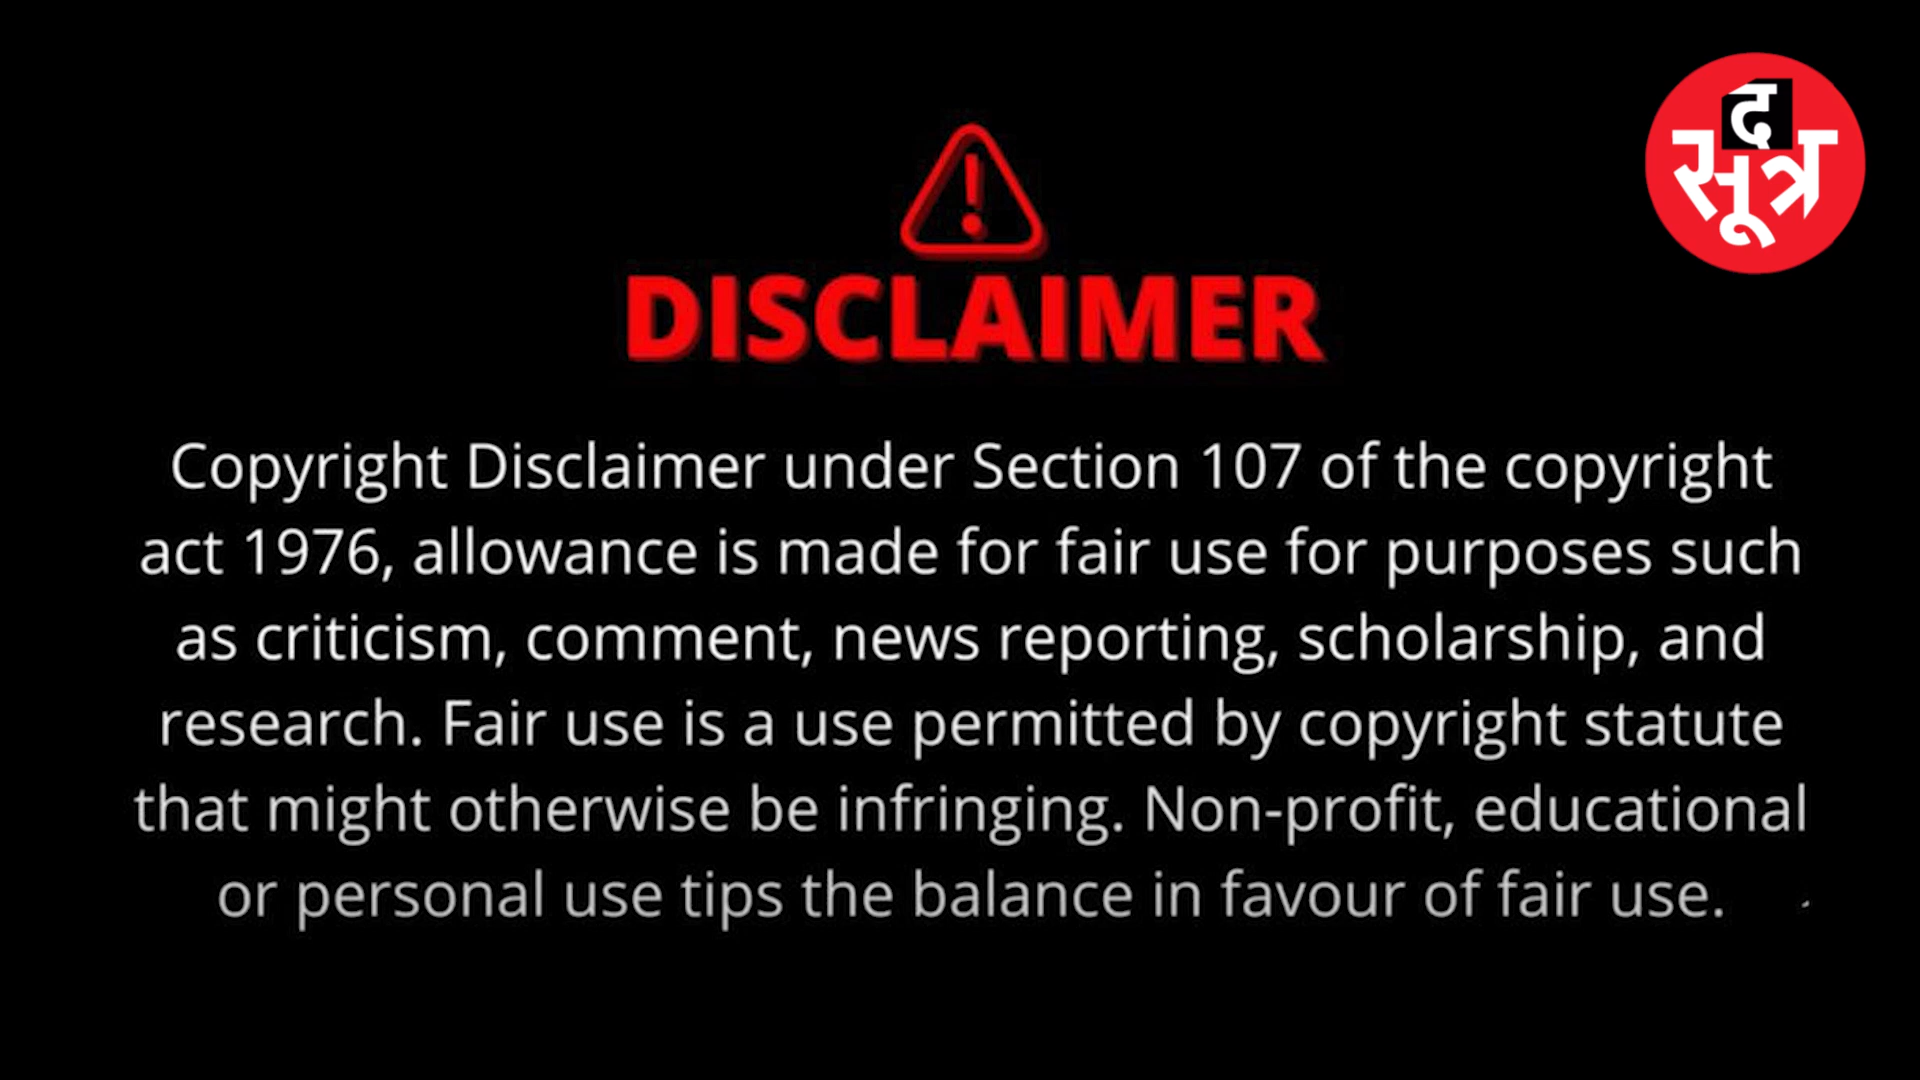 द
सूत्र
DISCLAIMER
Copyright Disclaimer under Section 107 of the copyright
act 1976, allowance is made for fair use for purposes such
as criticism, comment, news reporting, scholarship, and
research. Fair use is a use permitted by copyright statute
that might otherwise be infringing. Non-profit, educational
or personal use tips the balance in favour of fair use.